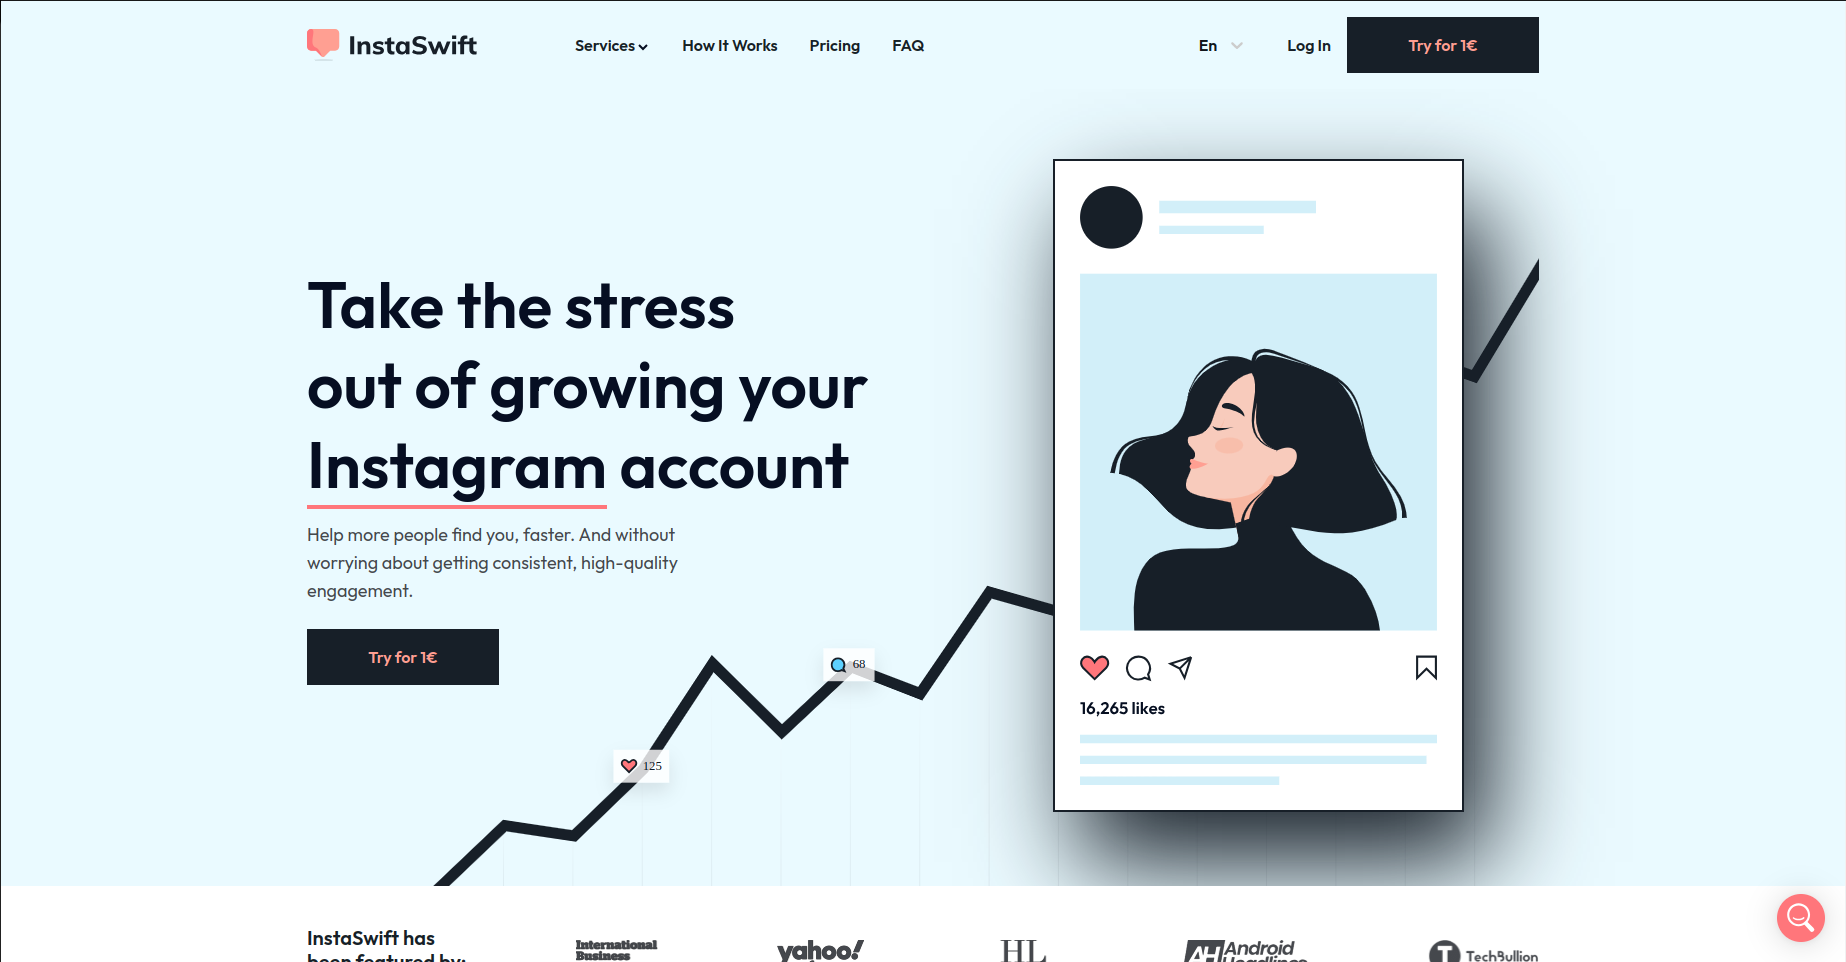 InstaSwift
Services
How It Works
Pricing
FAQ
En
Log In
Try for 1€
Take the stress
out of growing your
Instagram account
Help more people find you, faster. And without
worrying about getting consistent, high-quality
engagement.
Try for 1€
68
125
16,265 likes
InstaSwift has
been featured by:
International
Business
yahoo!
HL
AH Android
Headlines
TechBullion